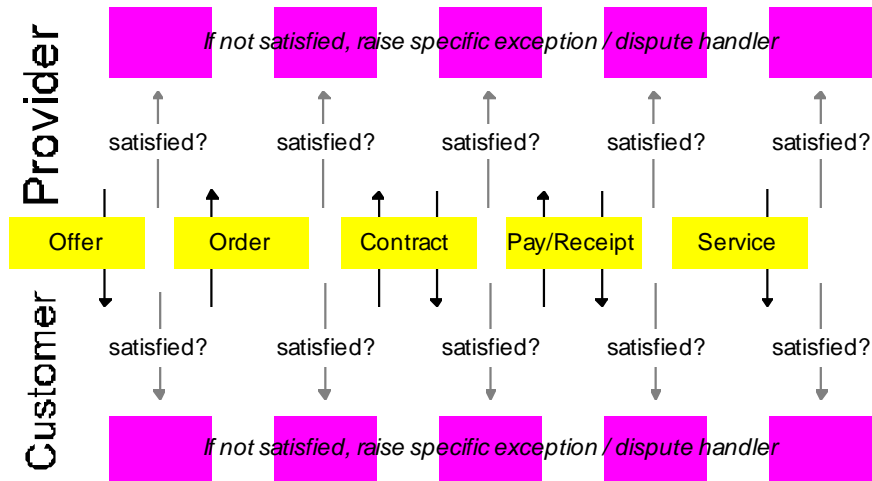 Provider
If not satisfied, raise specific exception / dispute handler
satisfied? satisfied? satisfied? satisfied? satisfied?
Offer Order Contract Pay/Receipt Service
Customer
satisfied? satisfied? satisfied? satisfied? satisfied?
If not satisfied, raise specific exception / dispute handler